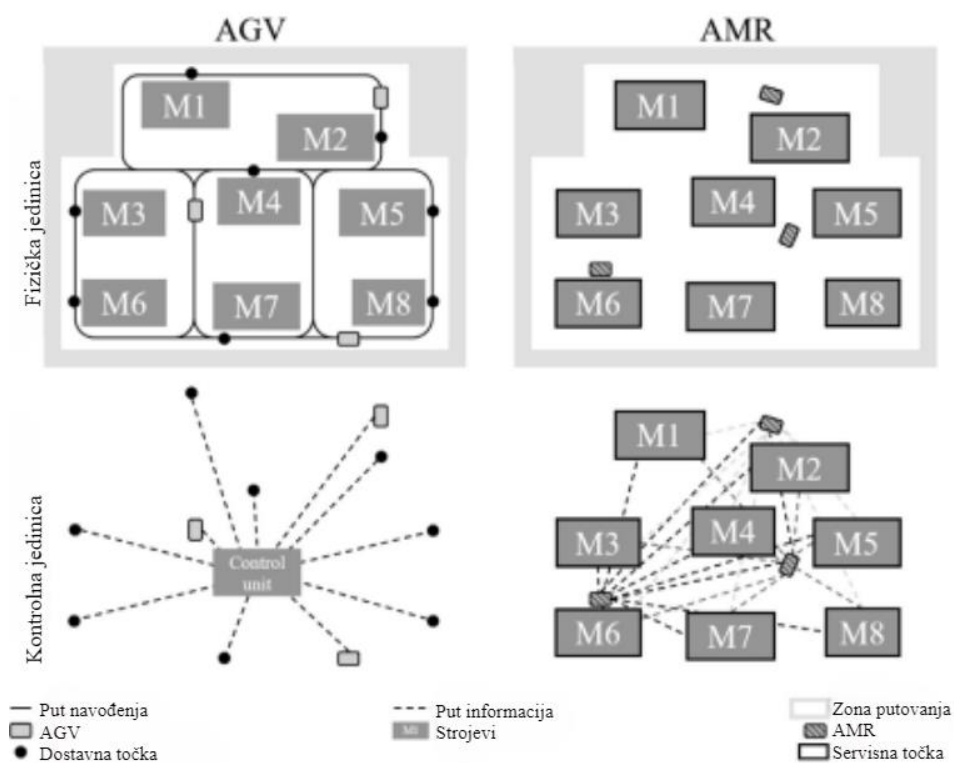 AGV
AMR
Fizička jedinica
M1
M2
M3
M4
M5
M6
M7
M8
M1
M2
M3
M4
M5
M6
M7
M8
Kontrolna jedinica
Control
unit
M1
M2
M3
M4
M5
M6
M7
M8
Put navođenja
AGV
Dostavna točka
Put informacija
M1 Strojevi
Zona putovanja
AMR
Servisna točka